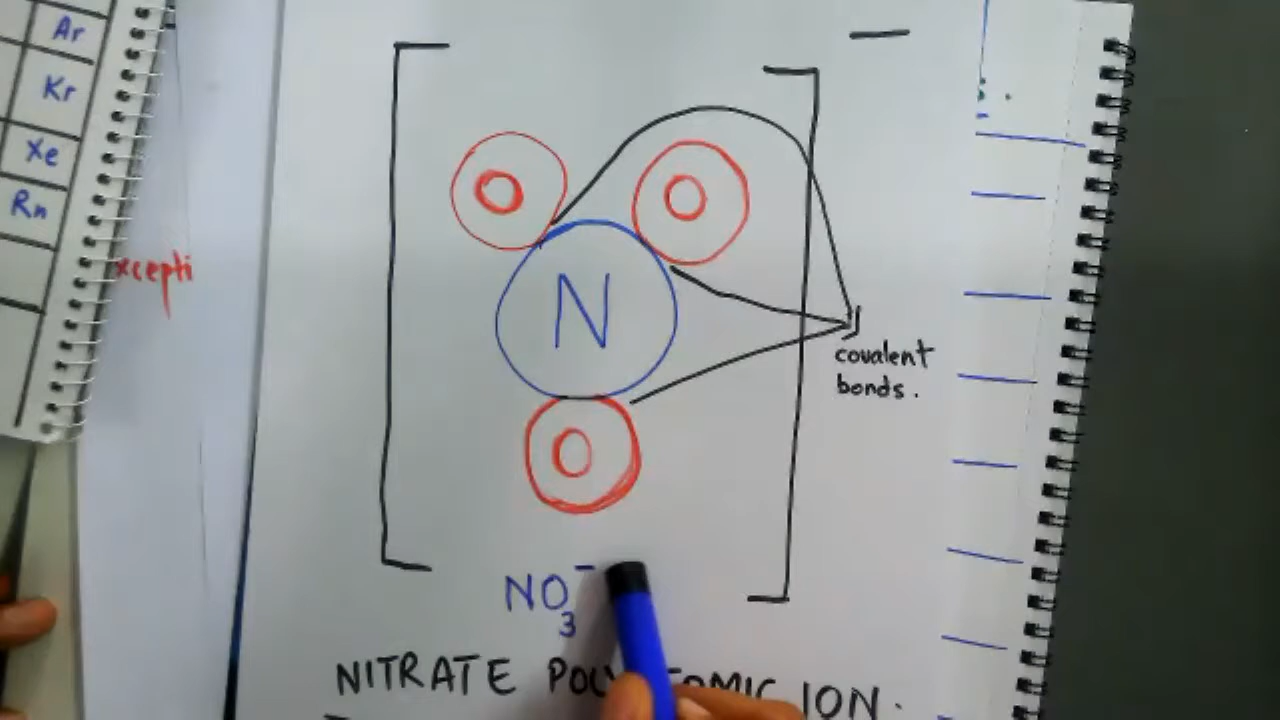 Ar
Kr
Xe
Rn
xcepti
O
O
N
O
covalent
bonds.
NO₃⁻
NITRATE ION.